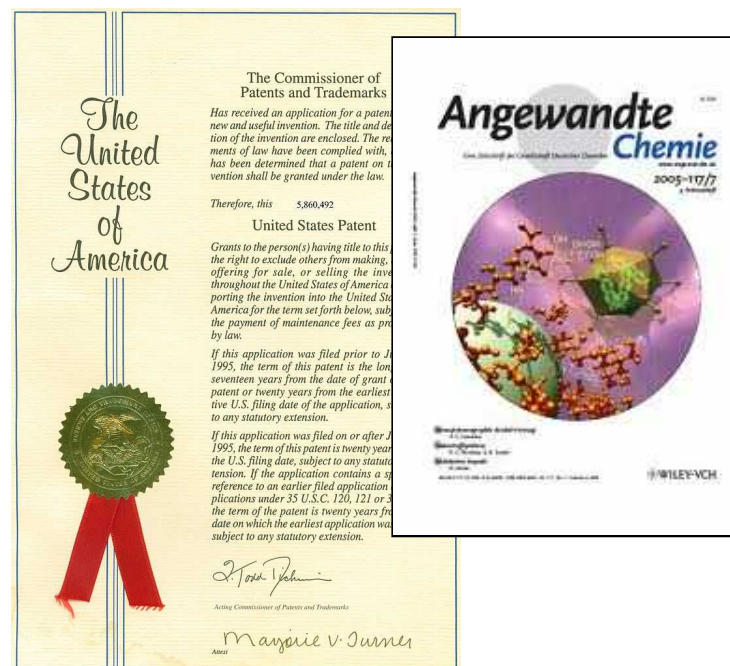 The
United
States
of
America
The Commissioner of
Patents and Trademarks
Has received an application for a patent
new and useful invention. The title and de
tion of the invention are enclosed. The re
ments of law have been complied with,
has been determined that a patent on t
vention shall be granted under the law.
Therefore, this 5,860,492
United States Patent
Grants to the person(s) having title to this
the right to exclude others from making,
offering for sale, or selling the inve
throughout the United States of America
porting the invention into the United Sta
America for the term set forth below, sub
the payment of maintenance fees as pro
by law.
If this application was filed prior to J
1995, the term of this patent is the lon
seventeen years from the date of grant
patent or twenty years from the earliest
tive U.S. filing date of the application, s
to any statutory extension.
If this application was filed on or after J
1995, the term of this patent is twenty year
the U.S. filing date, subject to any statuto
tension. If the application contains a sp
reference to an earlier filed application
plications under 35 U.S.C. 120, 121 or 3
the term of the patent is twenty years fro
date on which the earliest application wa
subject to any statutory extension.
Acting Commissioner of Patents and Trademarks
Marjorie V. Turner
Attest
Angewandte
Chemie
2005–117/7
WILEY-VCH